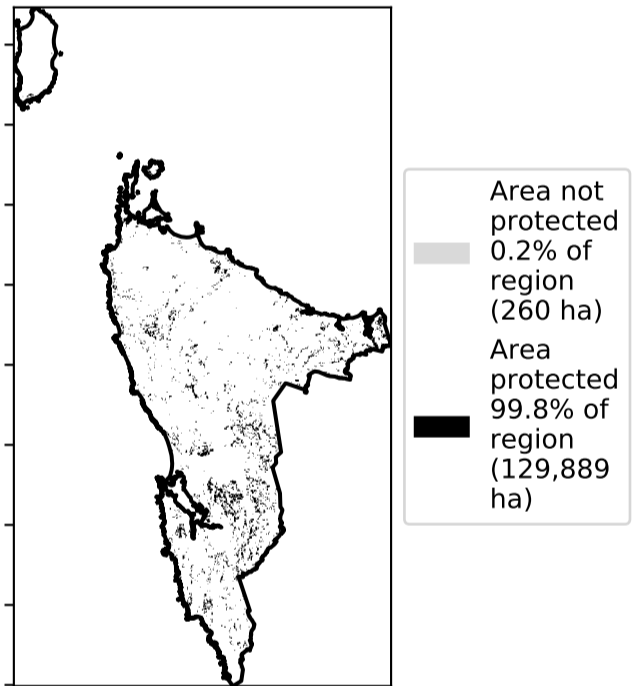 Area not
protected
0.2% of
region
(260 ha)
Area
protected
99.8% of
region
(129,889
ha)